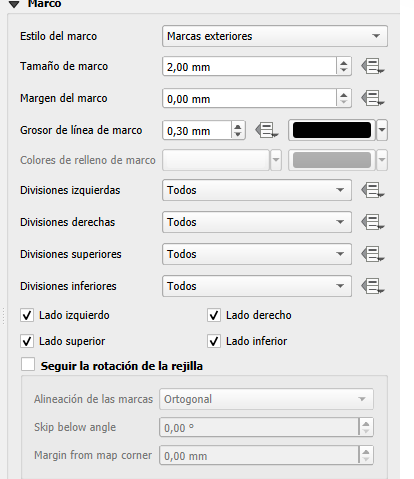 Marco
Estilo del marco Marcas exteriores
Tamaño de marco 2,00 mm
Margen del marco 0,00 mm
Grosor de línea de marco 0,30 mm
Colores de relleno de marco
Divisiones izquierdas Todos
Divisiones derechas Todos
Divisiones superiores Todos
Divisiones inferiores Todos
Lado izquierdo Lado derecho
Lado superior Lado inferior
Seguir la rotación de la rejilla
Alineación de las marcas Ortogonal
Skip below angle 0,00 °
Margin from map corner 0,00 mm